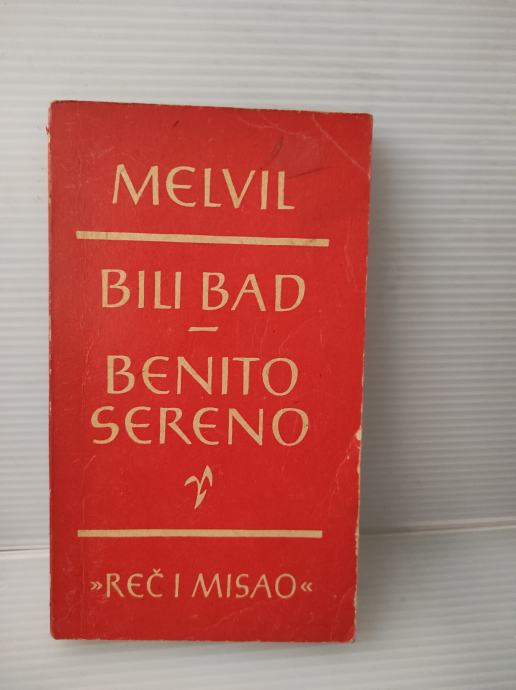 MELVIL
BILI BAD
–
BENITO
SERENO
»REČ I MISAO«